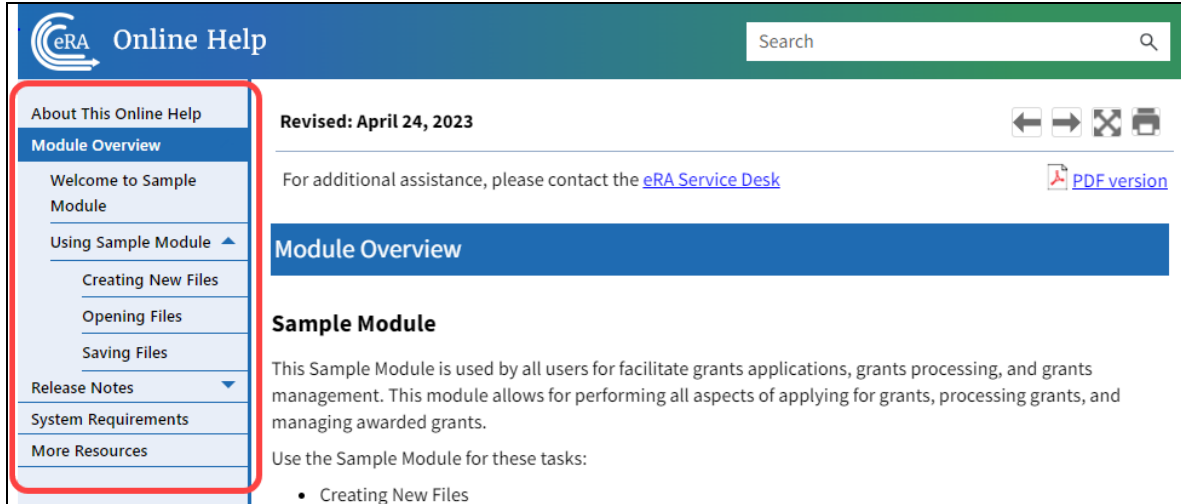 eRA Online Help
Search
About This Online Help
Module Overview
Welcome to Sample
Module
Using Sample Module
Creating New Files
Opening Files
Saving Files
Release Notes
System Requirements
More Resources
Revised: April 24, 2023
For additional assistance, please contact the eRA Service Desk
PDF version
Module Overview
Sample Module
This Sample Module is used by all users for facilitate grants applications, grants processing, and grants
management. This module allows for performing all aspects of applying for grants, processing grants, and
managing awarded grants.
Use the Sample Module for these tasks:
• Creating New Files